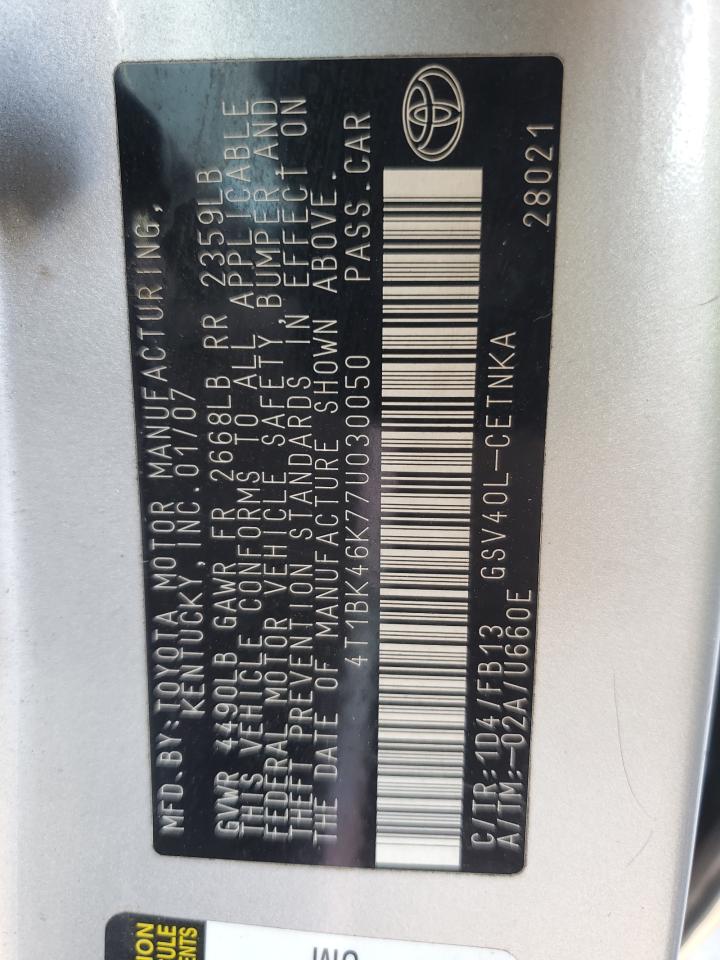 MFD.BY:TOYOTA MOTOR MANUFACTURING,
KENTUCKY, INC.01/07
GVWR 4490LB GAWR FR 2668LB RR 2359LB
THIS VEHICLE CONFORMS TO ALL APPLICABLE
FEDERAL MOTOR VEHICLE SAFETY, BUMPER AND
THEFT PREVENTION STANDARDS IN EFFECT ON
THE DATE OF MANUFACTURE SHOWN ABOVE.
4T1BK46K77U030050 PASS.CAR
C/TR:1D4/FB13 GSV40L-CETNKA
A/TM:-02A/U660E 28021